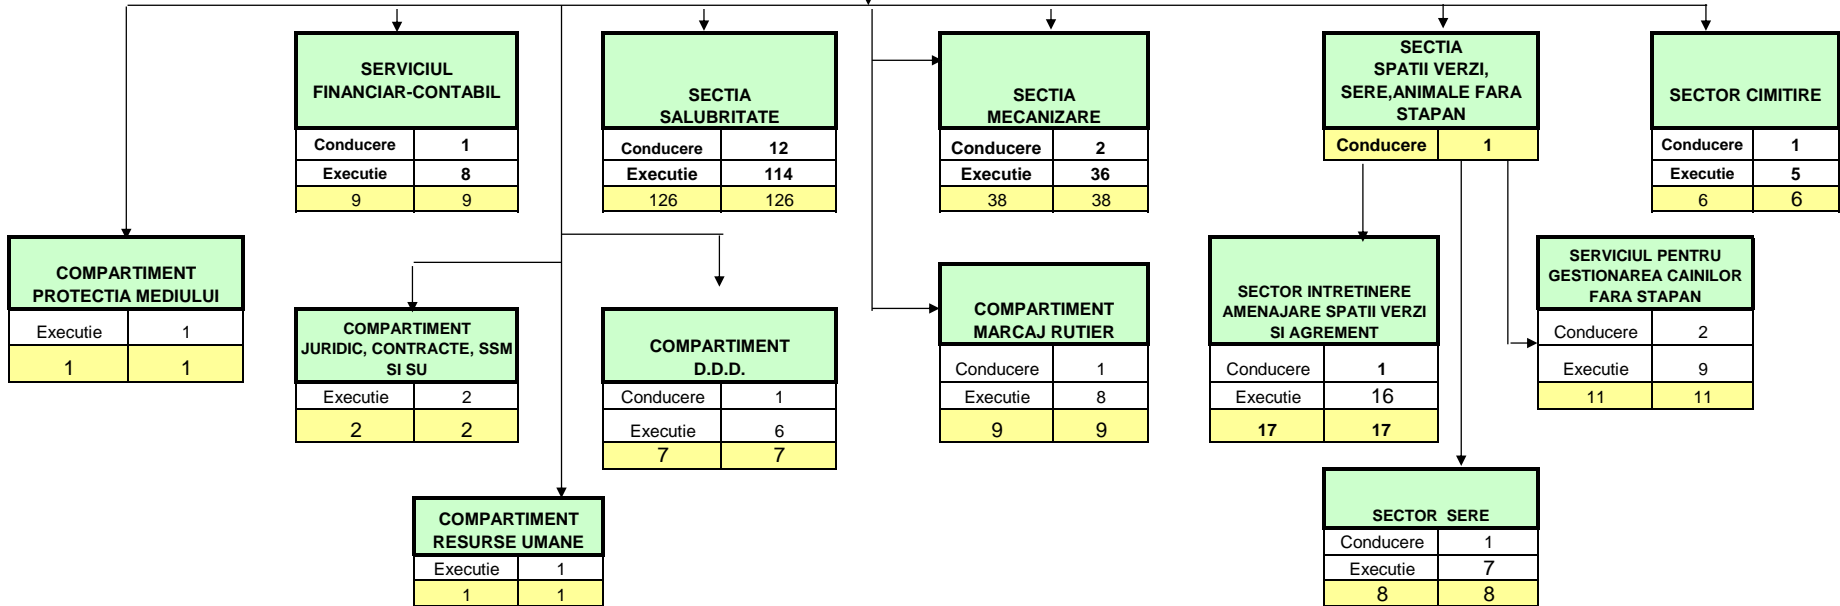 SERVICIUL
FINANCIAR-CONTABIL
Conducere 1
Executie 8
9 9
SECTIA
SALUBRITATE
Conducere 12
Executie 114
126 126
SECTIA
MECANIZARE
Conducere 2
Executie 36
38 38
SECTIA
SPATII VERZI,
SERE,ANIMALE FARA
STAPAN
Conducere 1
SECTOR CIMITIRE
Conducere 1
Executie 5
6 6
COMPARTIMENT
PROTECTIA MEDIULUI
Executie 1
1 1
COMPARTIMENT
JURIDIC, CONTRACTE, SSM
SI SU
Executie 2
2 2
COMPARTIMENT
D.D.D.
Conducere 1
Executie 6
7 7
COMPARTIMENT
MARCAJ RUTIER
Conducere 1
Executie 8
9 9
SECTOR INTRETINERE
AMENAJARE SPATII VERZI
SI AGREMENT
Conducere 1
Executie 16
17 17
SERVICIUL PENTRU
GESTIONAREA CAINILOR
FARA STAPAN
Conducere 2
Executie 9
11 11
COMPARTIMENT
RESURSE UMANE
Executie 1
1 1
SECTOR SERE
Conducere 1
Executie 7
8 8